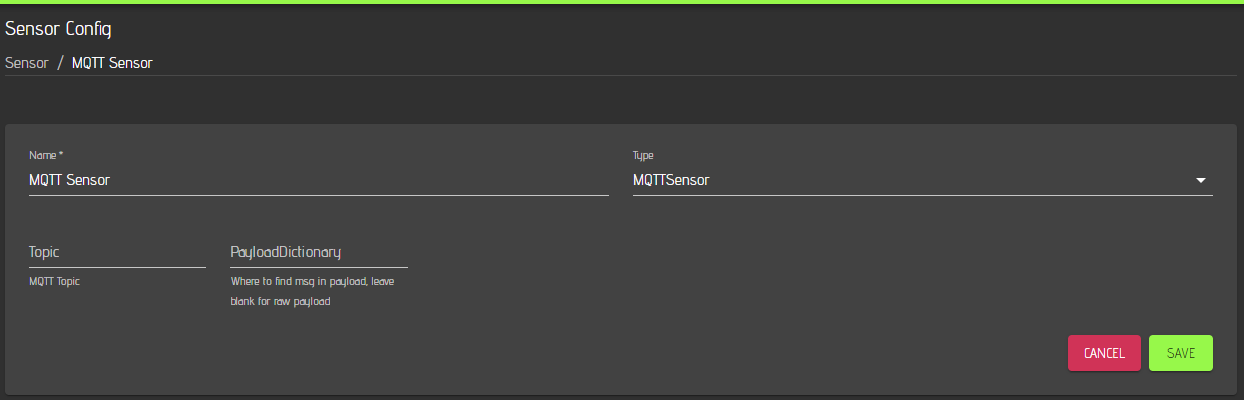 Sensor Config
Sensor / MQTT Sensor
Name *
Type
MQTT Sensor
MQTTSensor
Topic
PayloadDictionary
MQTT Topic
Where to find msg in payload, leave
blank for raw payload
CANCEL
SAVE